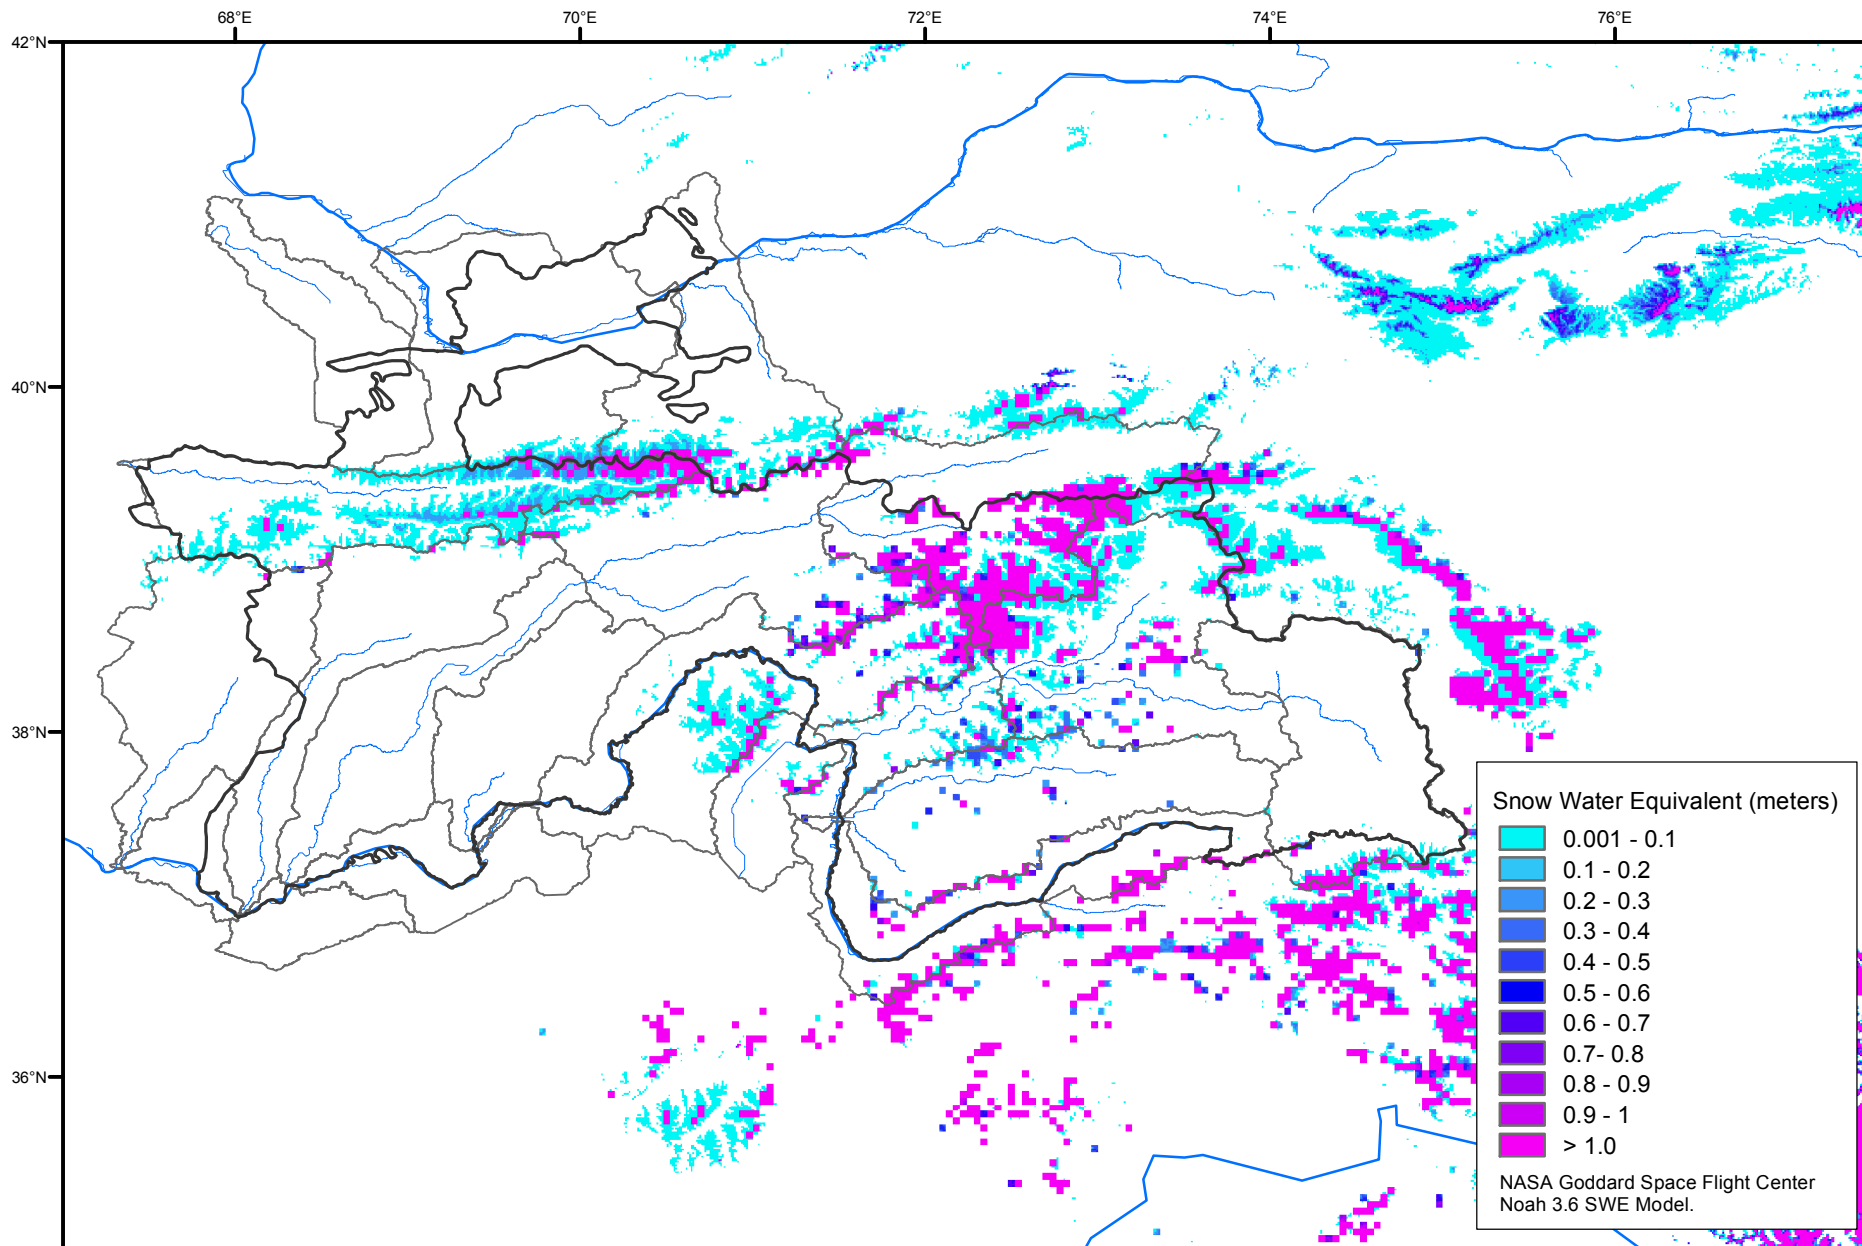 68°E
70°E
72°E
74°E
76°E
42°N
40°N
38°N
36°N
Snow Water Equivalent (meters)
0.001 - 0.1
0.1 - 0.2
0.2 - 0.3
0.3 - 0.4
0.4 - 0.5
0.5 - 0.6
0.6 - 0.7
0.7- 0.8
0.8 - 0.9
0.9 - 1
> 1.0
NASA Goddard Space Flight Center
Noah 3.6 SWE Model.